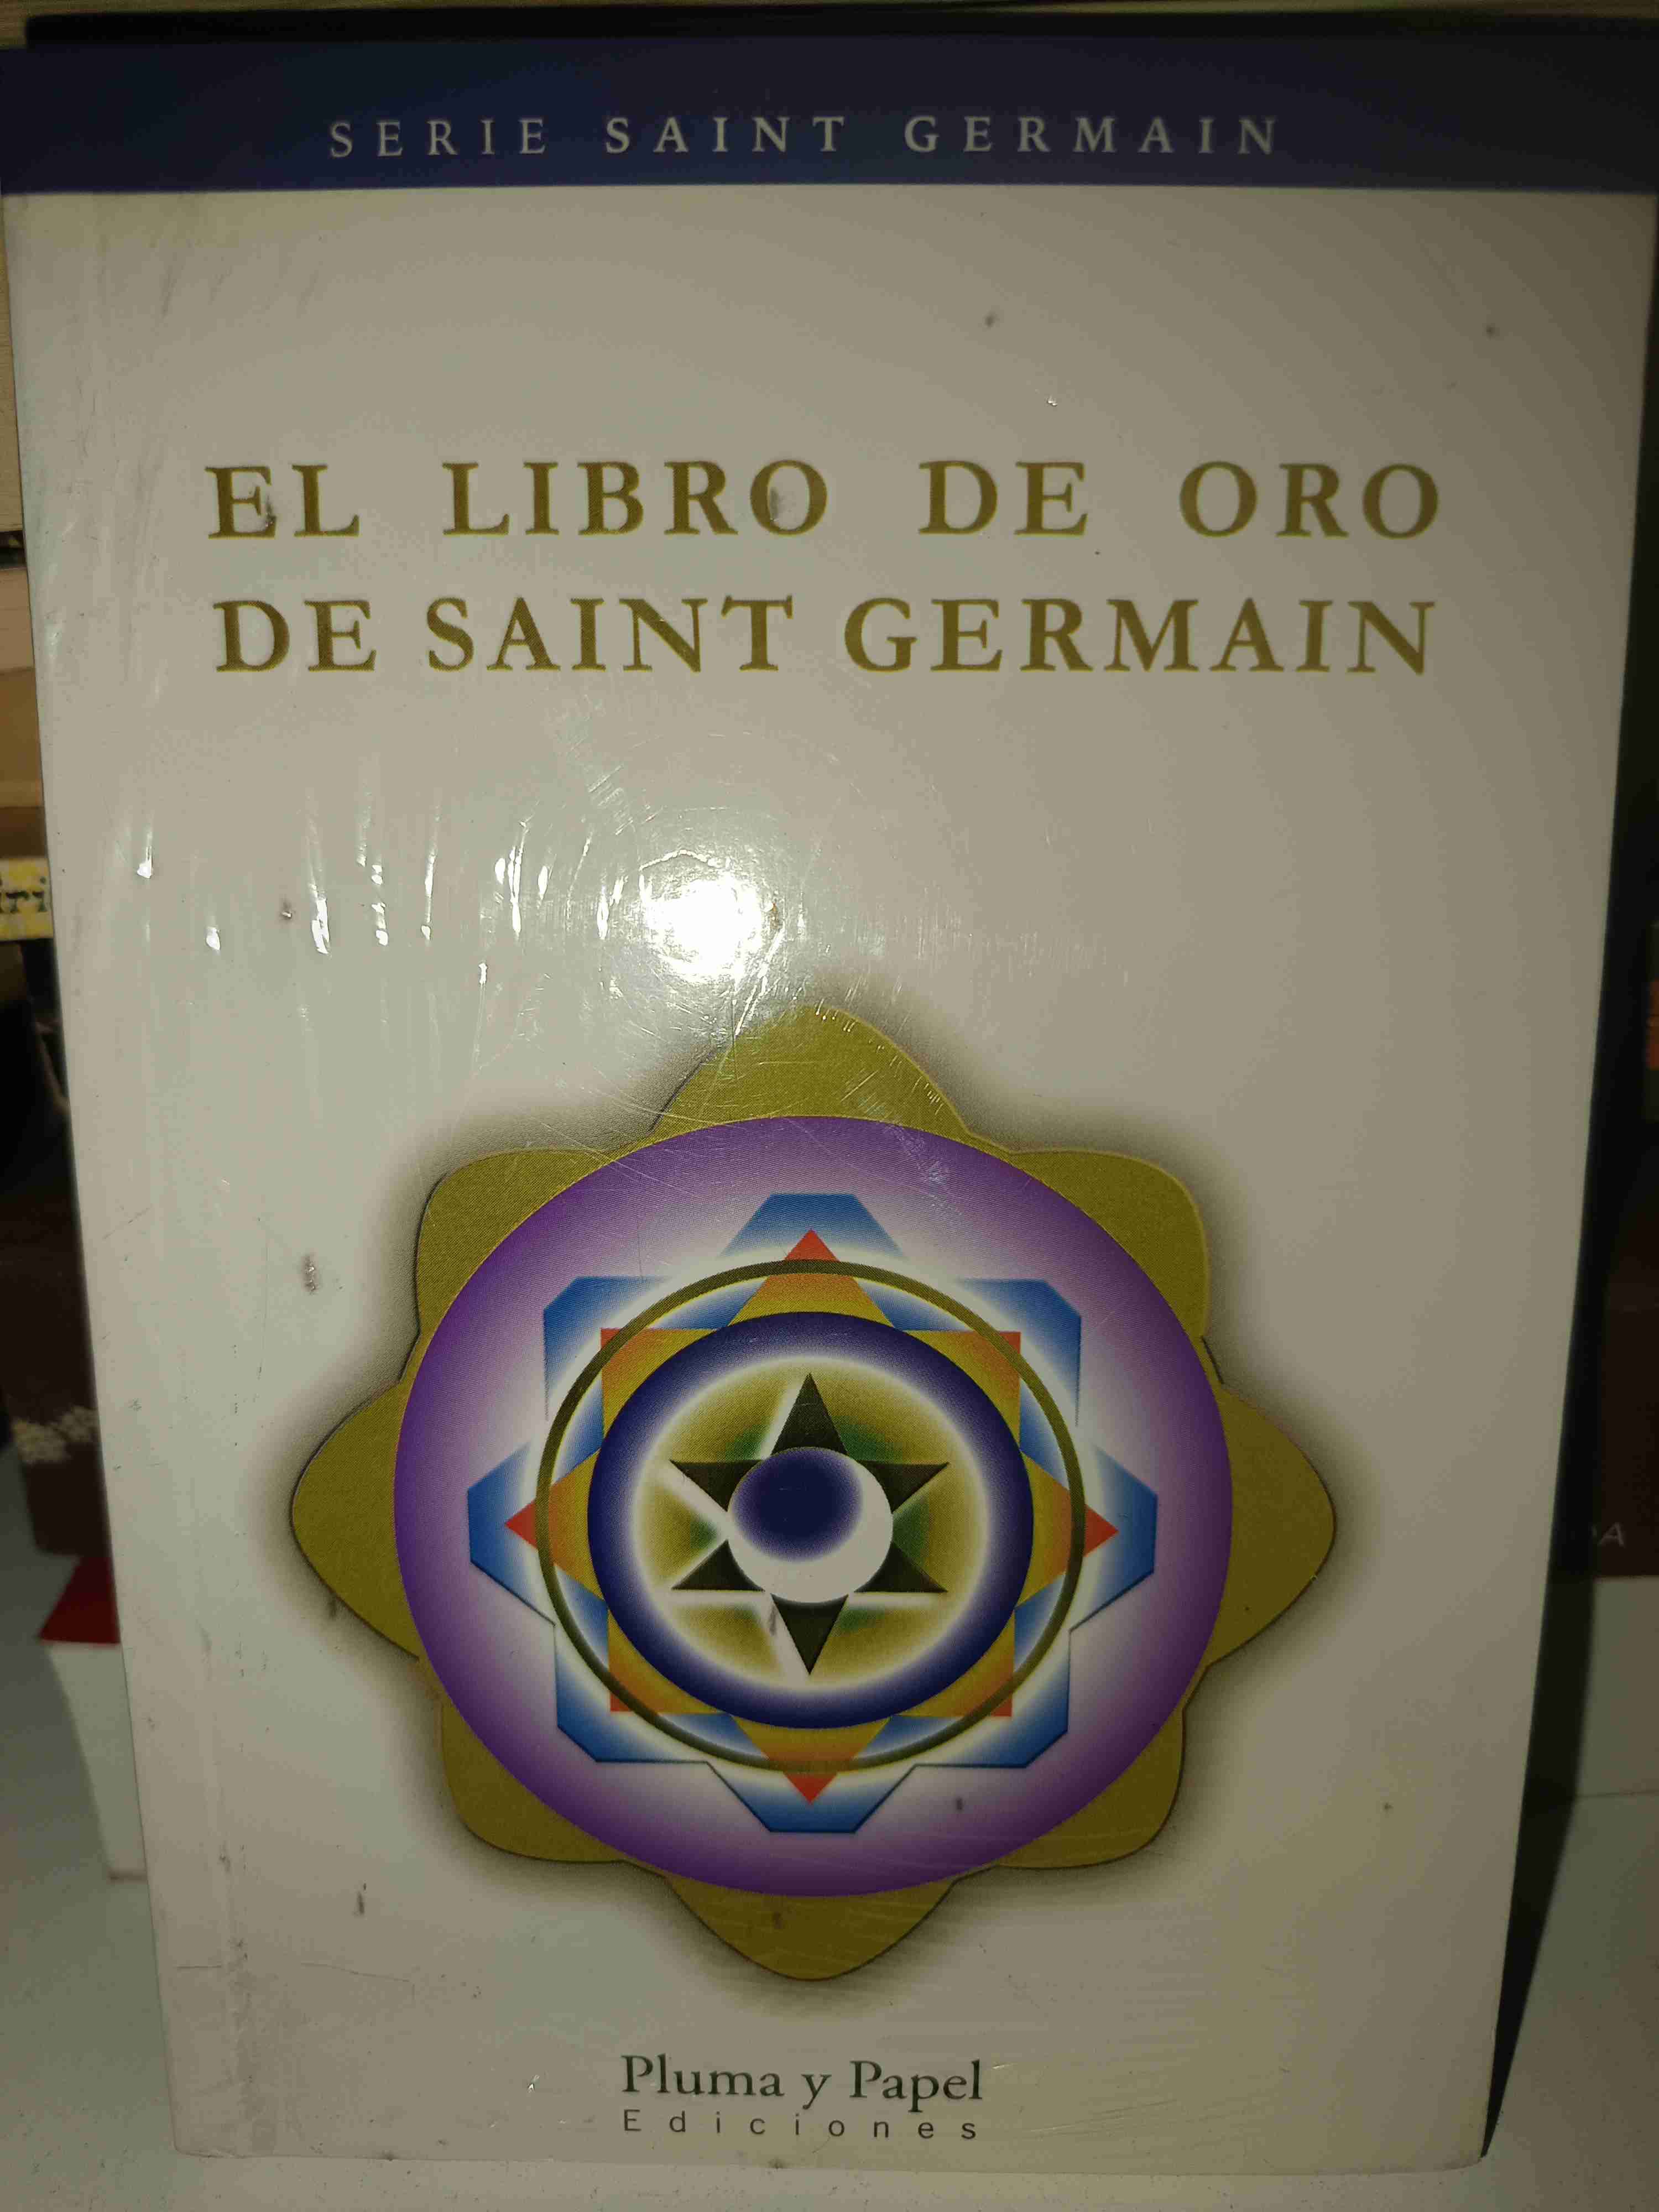 SERIE SAINT GERMAIN
EL LIBRO DE ORO
DE SAINT GERMAIN
Pluma y Papel
Ediciones